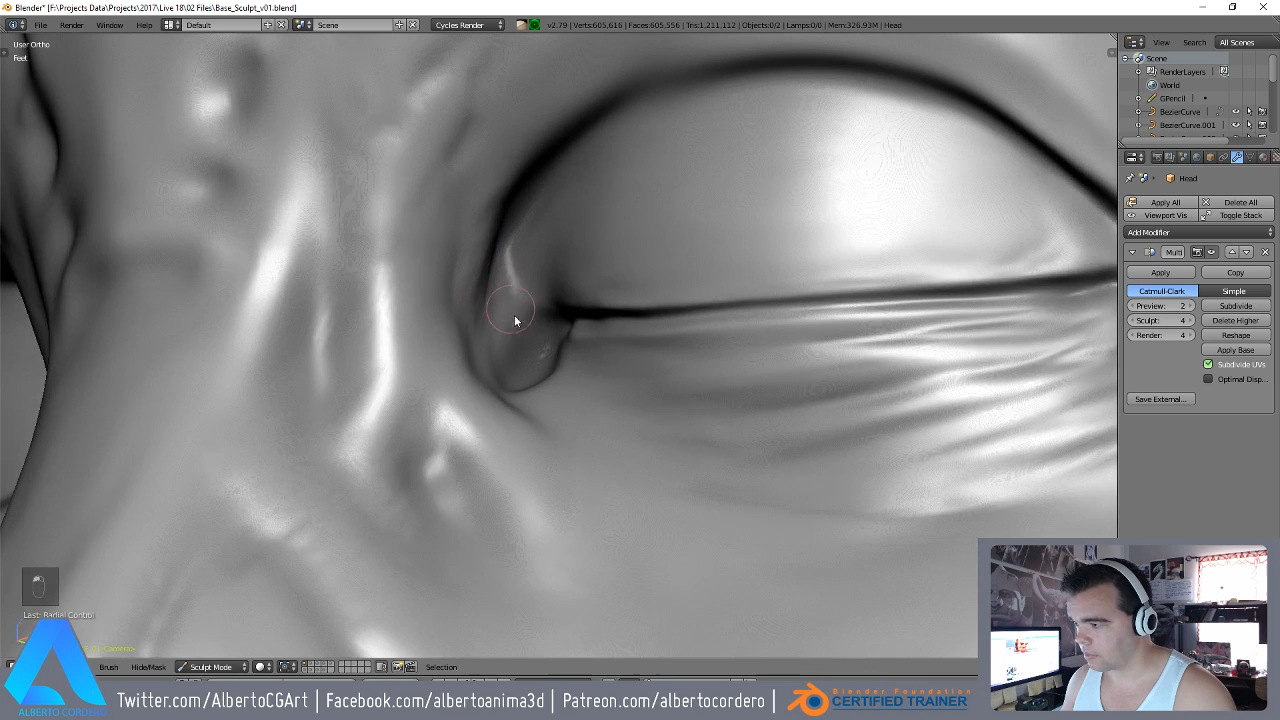 Blender* [F:\Projects Data\Projects\2017\Live 18\02 Files\Base_Sculpt_v01.blend]
File Render Window Help Default Scene Cycles Render v2.79 | Verts:605,616 | Faces:605,556 | Tris:1,211,112 | Objects:0/2 | Lamps:0/0 | Mem:326.93M | Head
View Search All Scenes
User Ortho
Feet
Scene
RenderLayers
World
GPencil
BezierCurve
BezierCurve.001
Head
Apply All Delete All
Viewport Vis Toggle Stack
Add Modifier
Multi
Apply Copy
Catmull-Clark Simple
Preview: 2 Subdivide
Sculpt: 4 Delete Higher
Render: 4 Reshape
Apply Base
Subdivide UVs
Optimal Disp...
Save External...
Last: Radial Control
Brush Hide/Mask Sculpt Mode Selection
ALBERTO CORDERO
Twitter.com/AlbertoCGArt | Facebook.com/albertoanima3d | Patreon.com/albertocordero |
Blender Foundation
CERTIFIED TRAINER